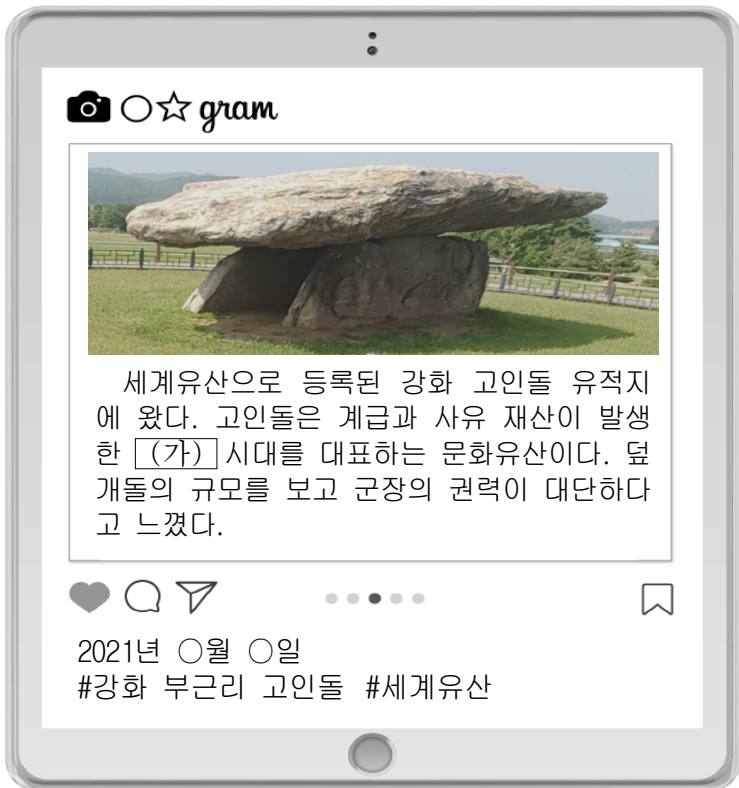 ○☆gram
세계유산으로 등록된 강화 고인돌 유적지
에 왔다. 고인돌은 계급과 사유 재산이 발생
한 (가) 시대를 대표하는 문화유산이다. 덮
개돌의 규모를 보고 군장의 권력이 대단하다
고 느꼈다.
2021년 ○월 ○일
#강화 부근리 고인돌 #세계유산